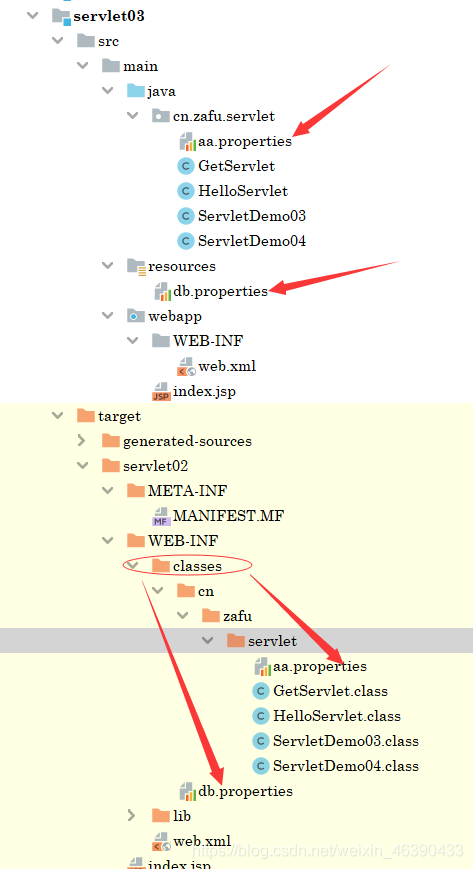 servlet03
src
main
java
cn.zafu.servlet
aa.properties
GetServlet
HelloServlet
ServletDemo03
ServletDemo04
resources
db.properties
webapp
WEB-INF
web.xml
index.jsp
target
generated-sources
servlet02
META-INF
MANIFEST.MF
WEB-INF
classes
cn
zafu
servlet
aa.properties
GetServlet.class
HelloServlet.class
ServletDemo03.class
ServletDemo04.class
db.properties
lib
web.xml
https://blog.csdn.net/weixin_46390433
index.jsp